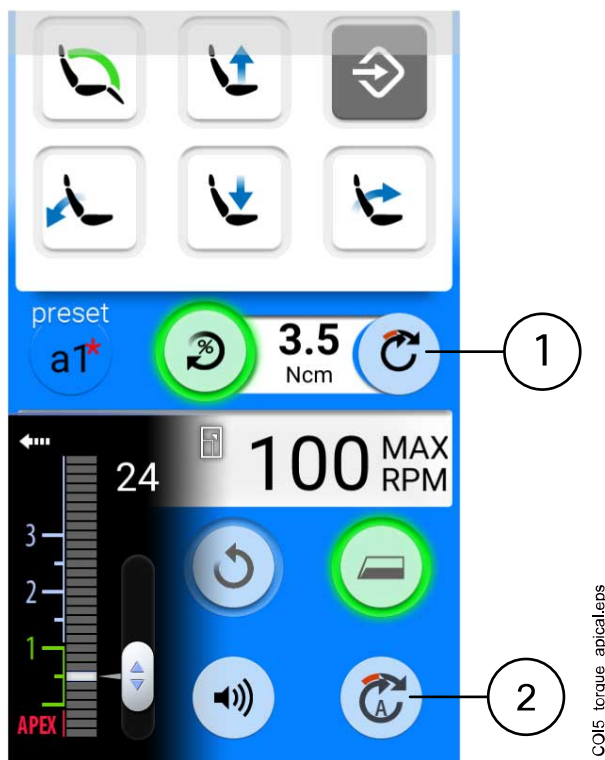 preset
a1*
%
3.5
Ncm
1
24
100 MAX
RPM
3
2
1
APEX
A
2
COI5 torque apical.eps